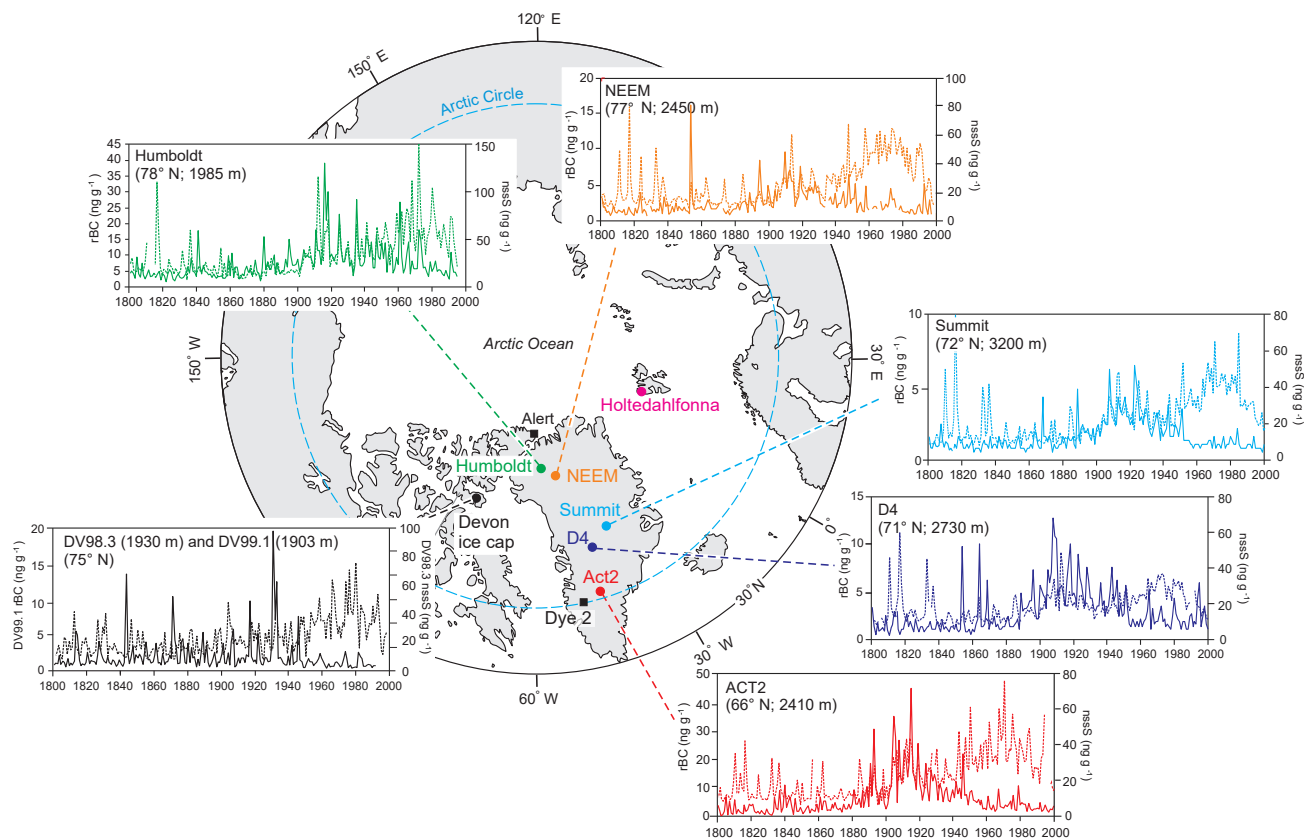 120° E
150° E
Arctic Circle
150° W
30° E
0°
30 N
30° W
60° W
Arctic Ocean
Alert
Humboldt
NEEM
Holtedahlfonna
Devon
ice cap
Summit
D4
Act2
Dye 2
NEEM
(77° N; 2450 m)
rBC (ng g⁻¹)
nssS (ng g⁻¹)
20
15
10
5
0
100
80
60
40
20
0
1800 1820 1840 1860 1880 1900 1920 1940 1960 1980 2000
Humboldt
(78° N; 1985 m)
rBC (ng g⁻¹)
nssS (ng g⁻¹)
45
40
35
30
25
20
15
10
5
0
150
100
50
0
1800 1820 1840 1860 1880 1900 1920 1940 1960 1980 2000
Summit
(72° N; 3200 m)
rBC (ng g⁻¹)
nssS (ng g⁻¹)
10
5
0
80
60
40
20
0
1800 1820 1840 1860 1880 1900 1920 1940 1960 1980 2000
D4
(71° N; 2730 m)
rBC (ng g⁻¹)
nssS (ng g⁻¹)
15
10
5
0
80
60
40
20
0
1800 1820 1840 1860 1880 1900 1920 1940 1960 1980 2000
DV98.3 (1930 m) and DV99.1 (1903 m)
(75° N)
DV99.1 rBC (ng g⁻¹)
DV98.3 nssS (ng g⁻¹)
20
15
10
5
0
100
80
60
40
20
0
1800 1820 1840 1860 1880 1900 1920 1940 1960 1980 2000
ACT2
(66° N; 2410 m)
rBC (ng g⁻¹)
nssS (ng g⁻¹)
50
40
30
20
10
0
80
60
40
20
0
1800 1820 1840 1860 1880 1900 1920 1940 1960 1980 2000